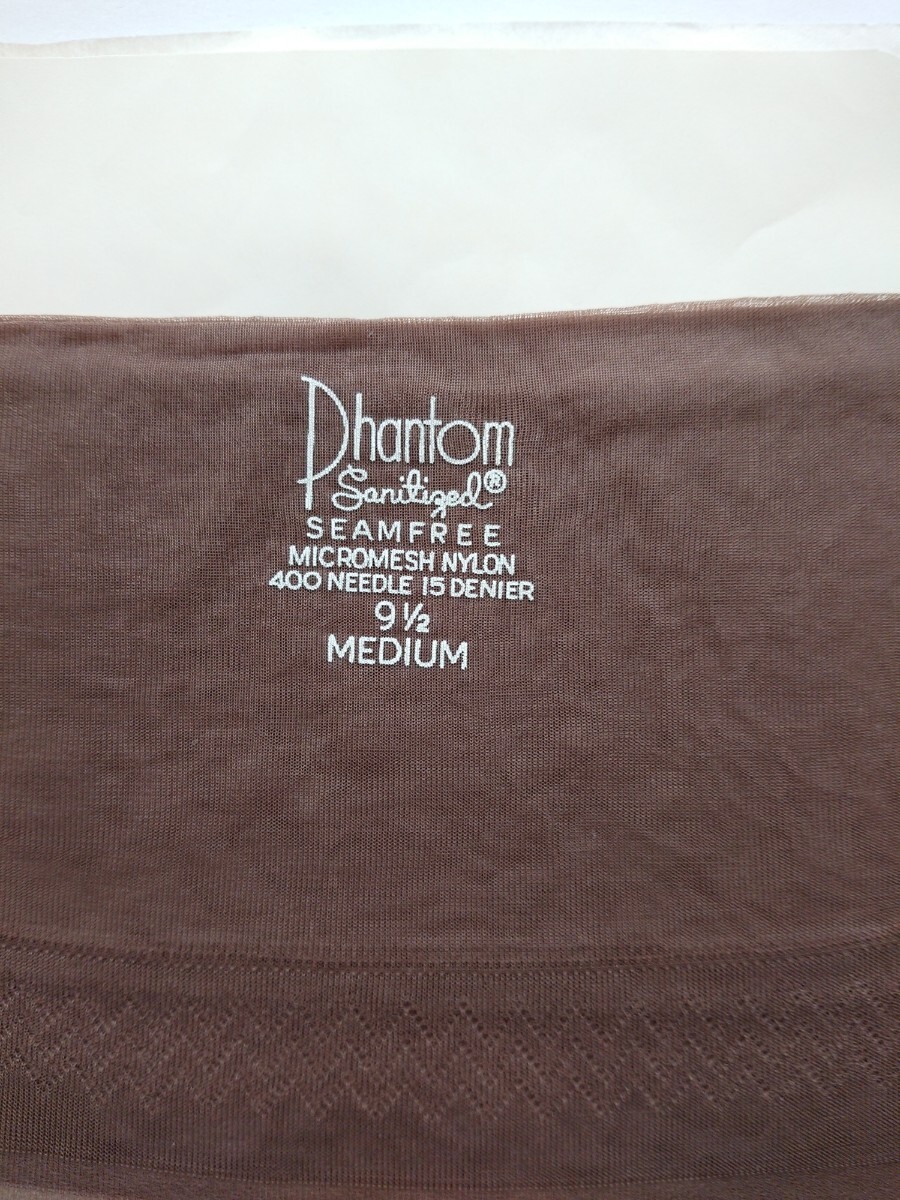 Phantom
Sanitized®
SEAMFREE
MICROMESH NYLON
400 NEEDLE 15 DENIER
9 ½
MEDIUM